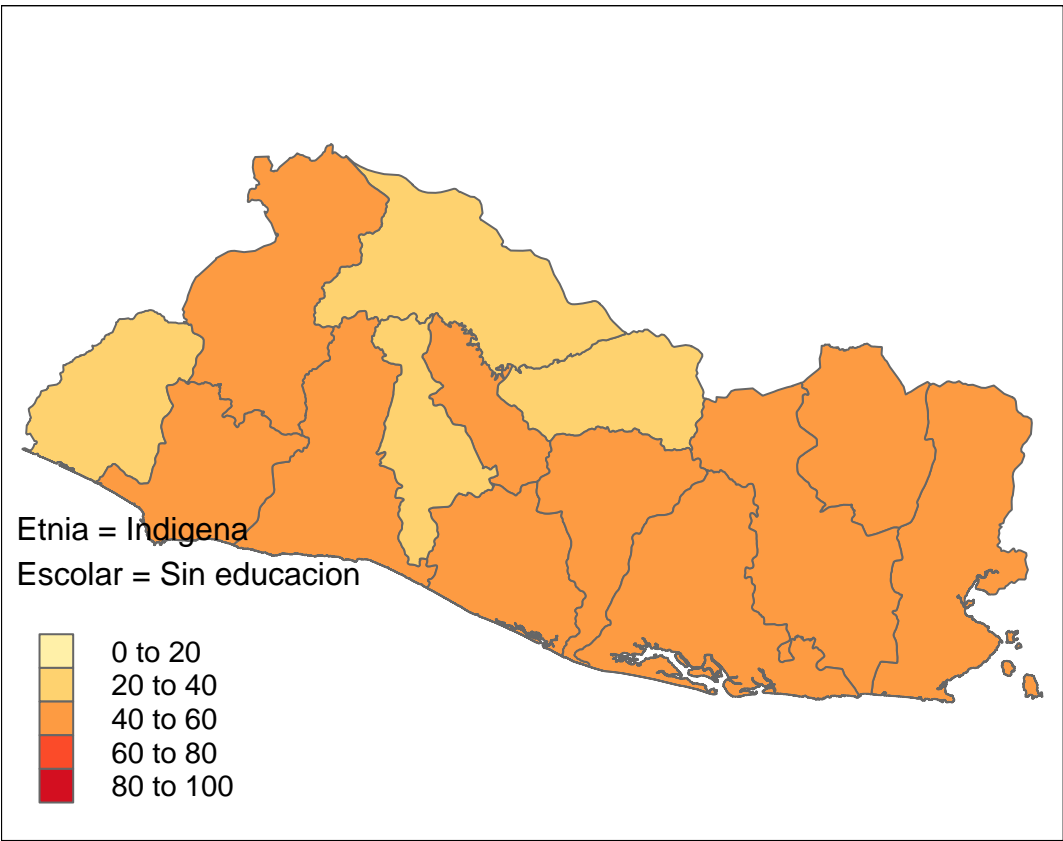 Etnia = Indigena
Escolar = Sin educacion
0 to 20
20 to 40
40 to 60
60 to 80
80 to 100